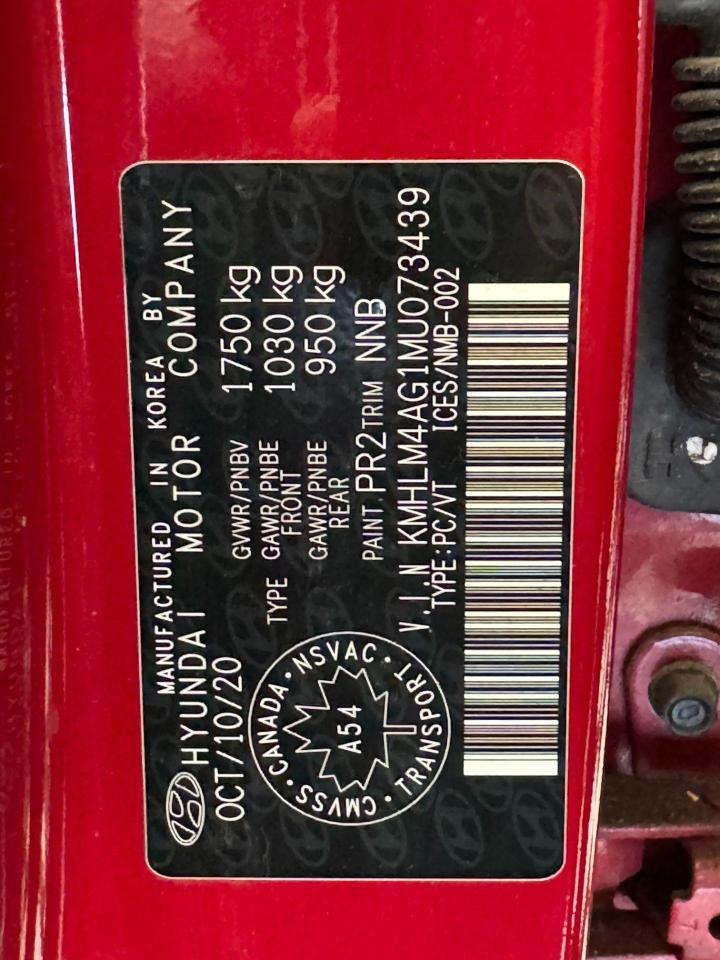 MANUFACTURED IN KOREA BY
HYUNDAI MOTOR COMPANY
OCT/10/20
GVWR/PNBV 1750 kg
TYPE GAWR/PNBE FRONT 1030 kg
GAWR/PNBE REAR 950 kg
PAINT PR2 TRIM NNB
V.I.N KMHLM4AG1MU073439
TYPE:PC/VT ICES/NMB-002
CANADA · NSVAC · TRANSPORT · CMVSS ·
A54